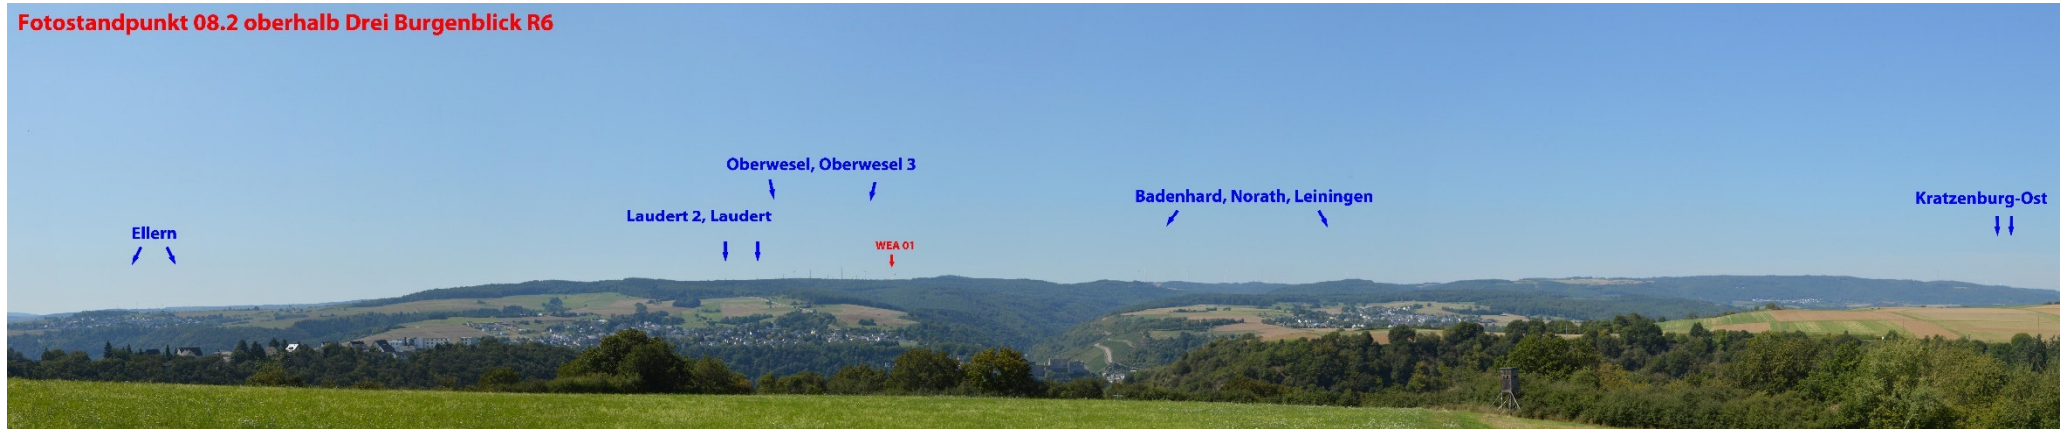 Fotostandpunkt 08.2 oberhalb Drei Burgenblick R6
Oberwesel, Oberwesel 3
Badenhard, Norath, Leiningen
Kratzenburg-Ost
Laudert 2, Laudert
Ellern
WEA 01